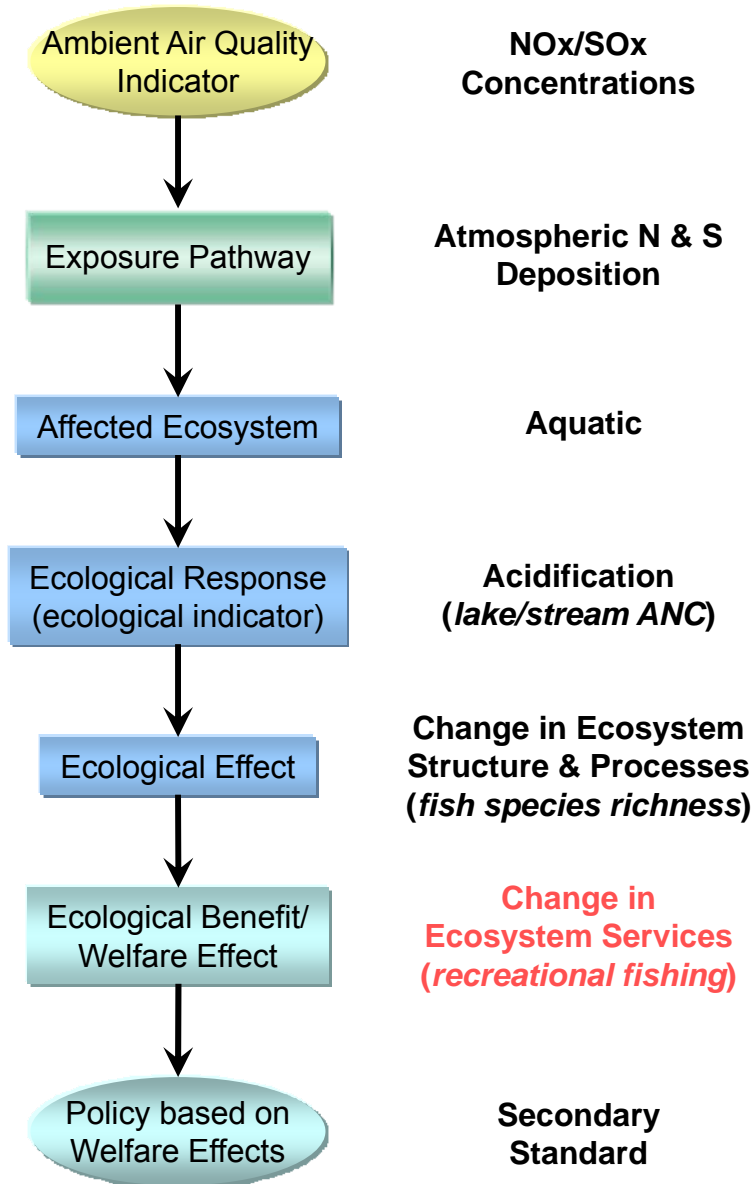 Ambient Air Quality
Indicator
NOx/SOx
Concentrations
Exposure Pathway
Atmospheric N & S
Deposition
Affected Ecosystem
Aquatic
Ecological Response
(ecological indicator)
Acidification
(lake/stream ANC)
Ecological Effect
Change in Ecosystem
Structure & Processes
(fish species richness)
Ecological Benefit/
Welfare Effect
Change in
Ecosystem Services
(recreational fishing)
Policy based on
Welfare Effects
Secondary
Standard